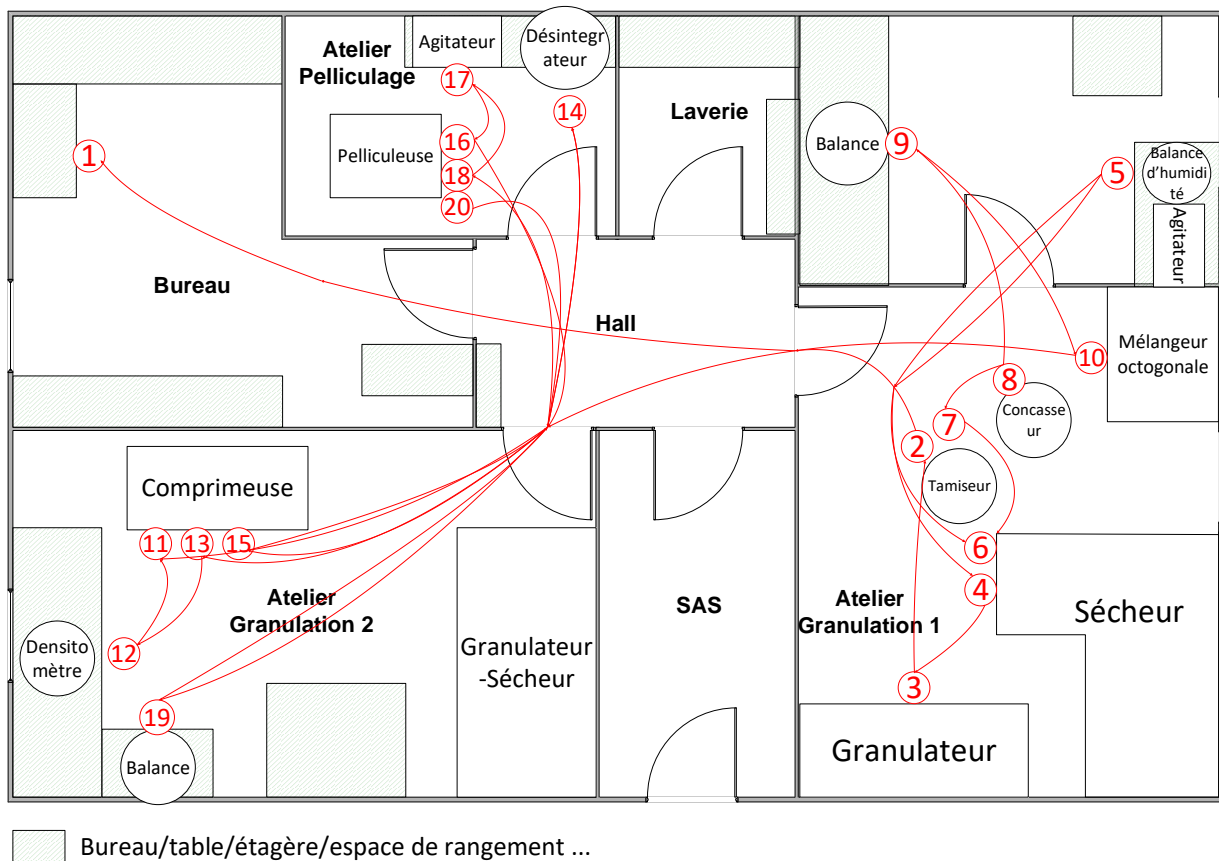 Atelier
Pelliculage
Agitateur
Désintegr
ateur
17
14
16
Pelliculeuse
18
20
Laverie
Balance
9
5
Balance
d'humidi
té
Agitateur
1
Bureau
Hall
10
Mélangeur
octogonale
8
Concasse
ur
7
2
Tamiseur
6
4
Sécheur
Atelier
Granulation 1
3
Granulateur
SAS
Comprimeuse
11
13
15
Atelier
Granulation 2
12
Densito
mètre
19
Balance
Granulateur
-Sécheur
Bureau/table/étagère/espace de rangement ...